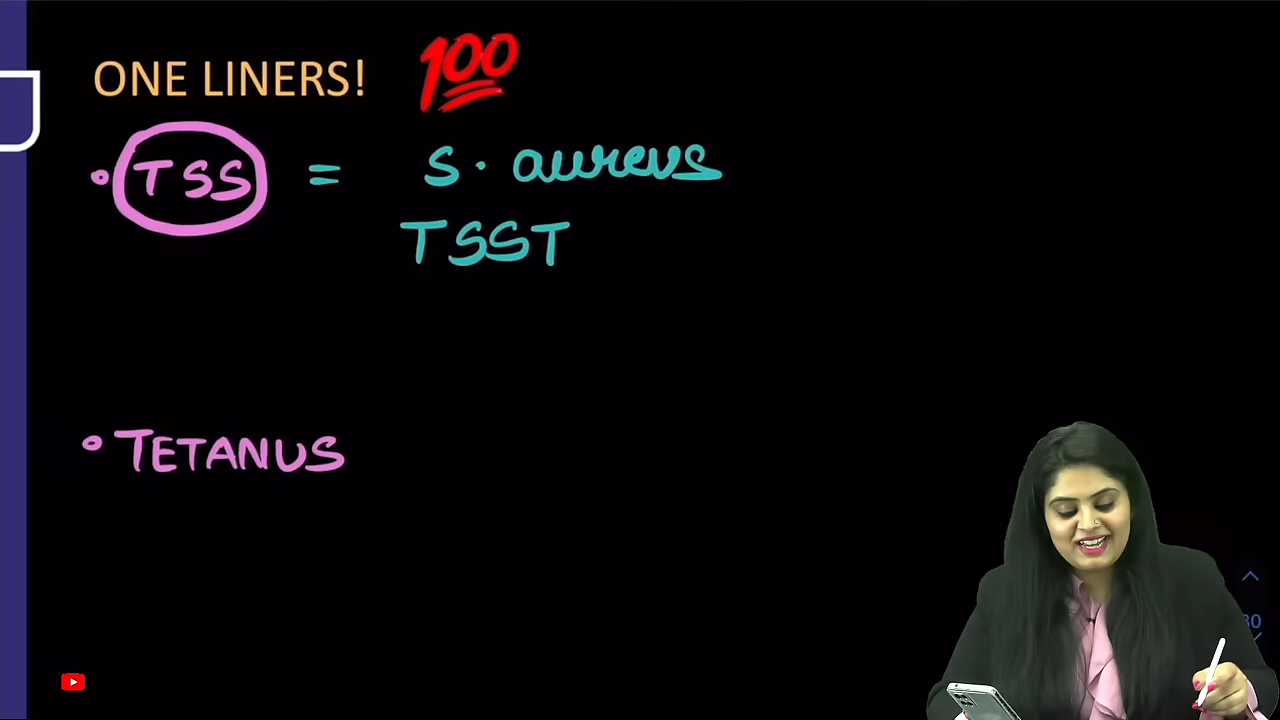 ONE LINERS! 100
• TSS = S. aureus
TSST
• TETANUS